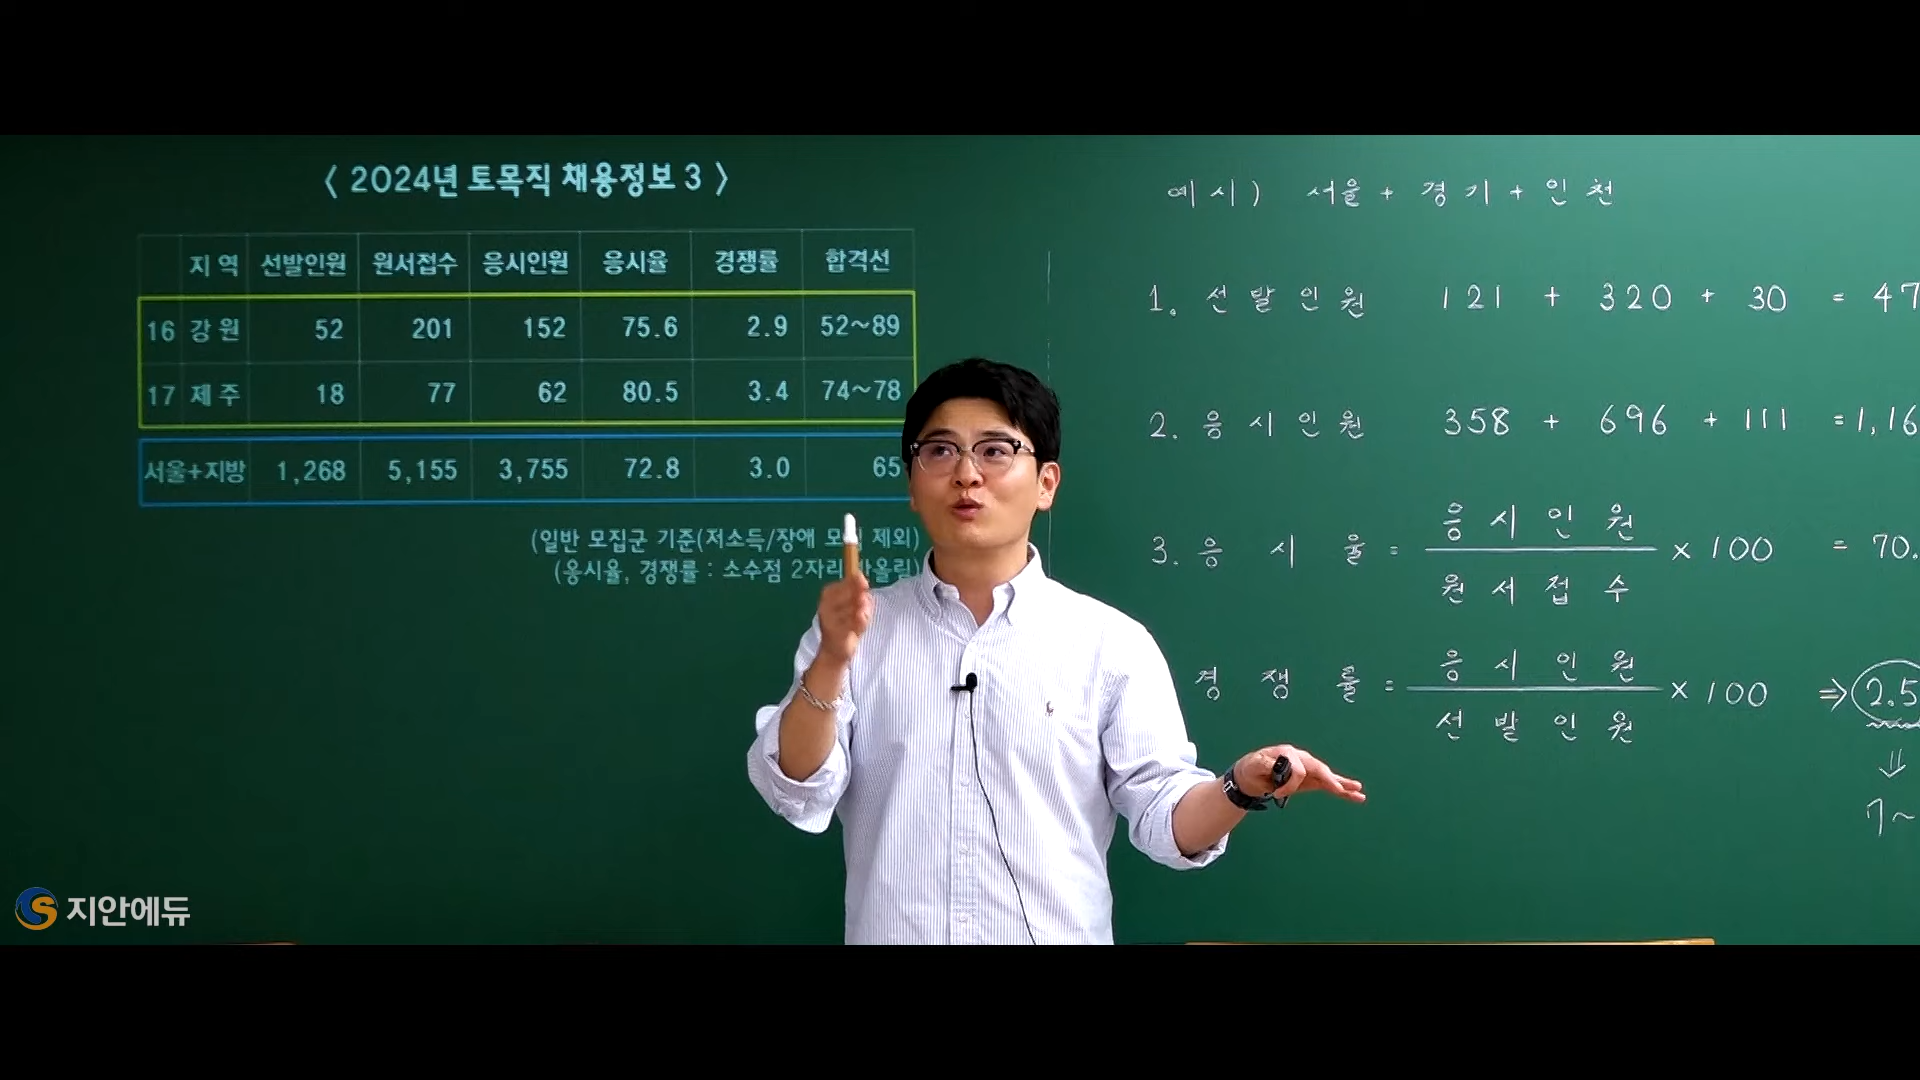 < 2024년 토목직 채용정보 3 >
지역 선발인원 원서접수 응시인원 응시율 경쟁률 합격선
16 강원 52 201 152 75.6 2.9 52~89
17 제주 18 77 62 80.5 3.4 74~78
서울+지방 1,268 5,155 3,755 72.8 3.0 65
(일반 모집군 기준(저소득/장애 제외)
(응시율, 경쟁률 : 소수점 2자리
예시) 서울 + 경기 + 인천
1. 선발인원 121 + 320 + 30 = 47
2. 응시인원 358 + 696 + 111 = 1,16
3. 응시율 = 응시인원 / 원서접수 × 100 = 70.
경쟁률 = 응시인원 / 선발인원 × 100 ⇒ 2.5
⇓
7~
지안에듀